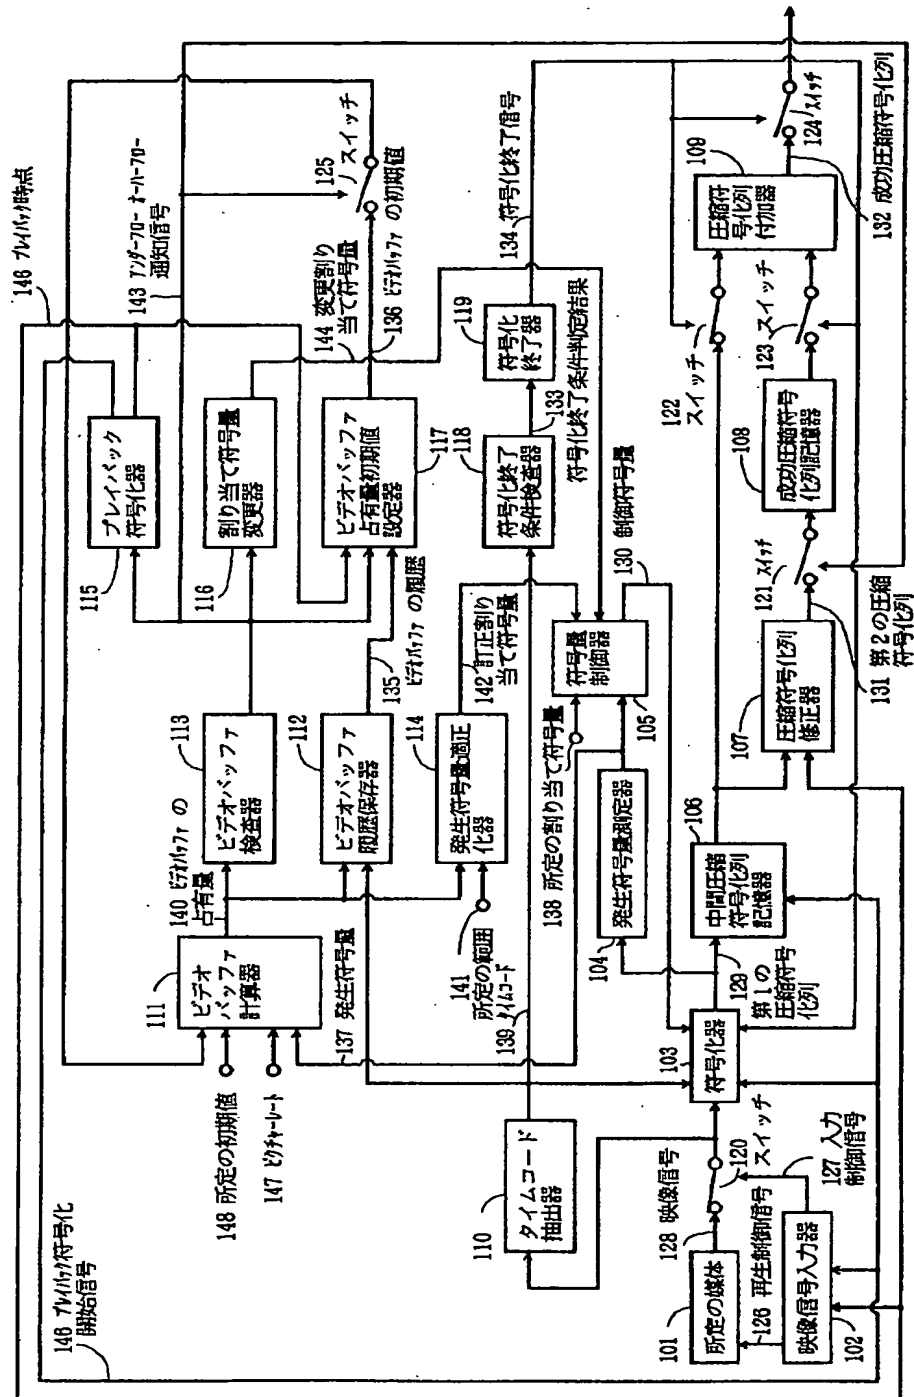 146 プレイバック時点
143 アンダーフロー オーバーフロー
通知信号
125
スイッチ
144 変更割り
当て符号量
136 ビデオバッファ の初期値
134 符号化終了信号
109
124 スイッチ
圧縮符
号化列
付加器
132 成功圧縮符号化列
プレイバック
符号化器
115
割り当て符号量
変更器
116
ビデオバッファ
占有量初期値
設定器
117
118
符号化終了
条件検査器
133
符号化終了条件判定結果
119
符号化
終了器
122
スイッチ
123 スイッチ
108
成功圧縮符号
化列記憶器
121 スイッチ
131 第2の圧縮
符号化列
135 ビデオバッファ の履歴
142 訂正割り
当て符号量
130 制御符号量
符号量
制御器
105
107
圧縮符号化列
修正器
113
ビデオバッファ
検査器
112
ビデオバッファ
履歴保存器
114
発生符号量適正
化器
138 所定の割り当て符号量
発生符号量測定器
104
106
中間圧縮
符号化列
記憶器
140 ビデオバッファ の
占有量
111
ビデオ
バッファ
計算器
137 発生符号量
141
所定の範囲
139 タイムコード
129
第1の
圧縮符号
化列
103
符号化器
148 所定の初期値
147 ピクチャーレート
110
タイムコード
抽出器
128 映像信号
120
スイッチ
127 入力
制御信号
146 プレイバック符号化
開始信号
101
所定の媒体
126 再生制御信号
映像信号入力器
102